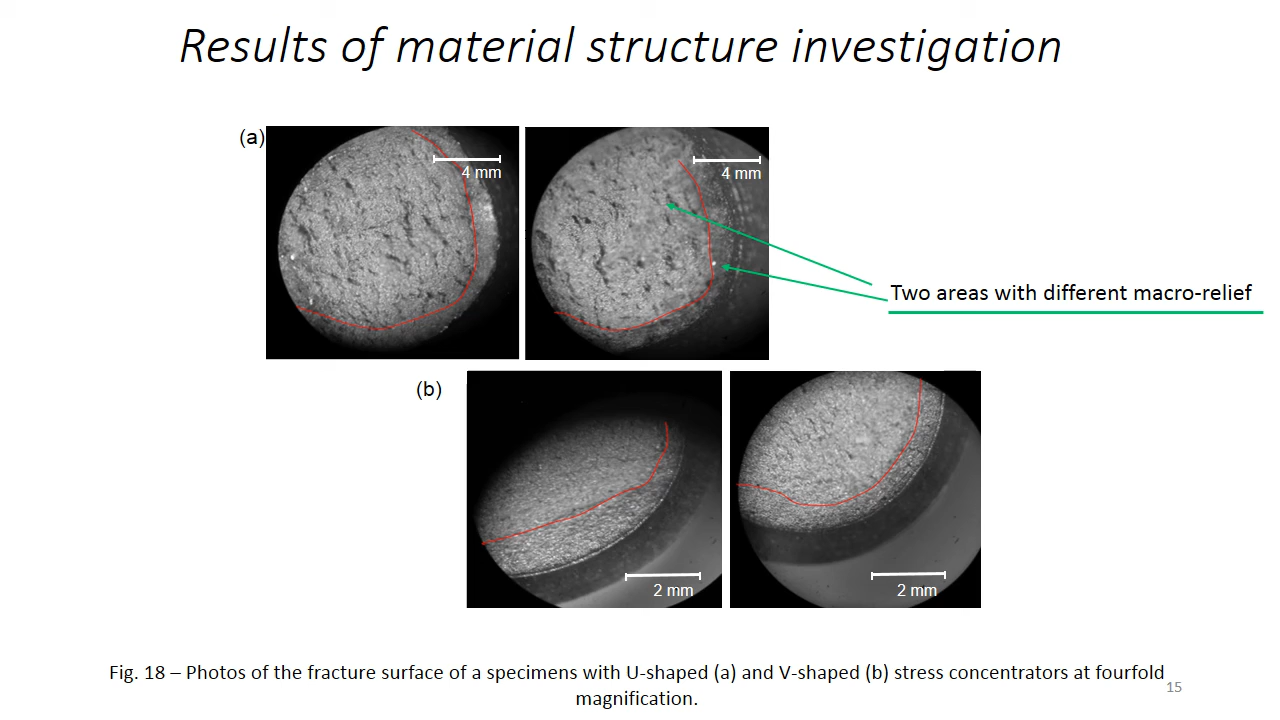 Results of material structure investigation
(a)
4 mm
4 mm
Two areas with different macro-relief
(b)
2 mm
2 mm
Fig. 18 – Photos of the fracture surface of a specimens with U-shaped (a) and V-shaped (b) stress concentrators at fourfold
magnification.
15